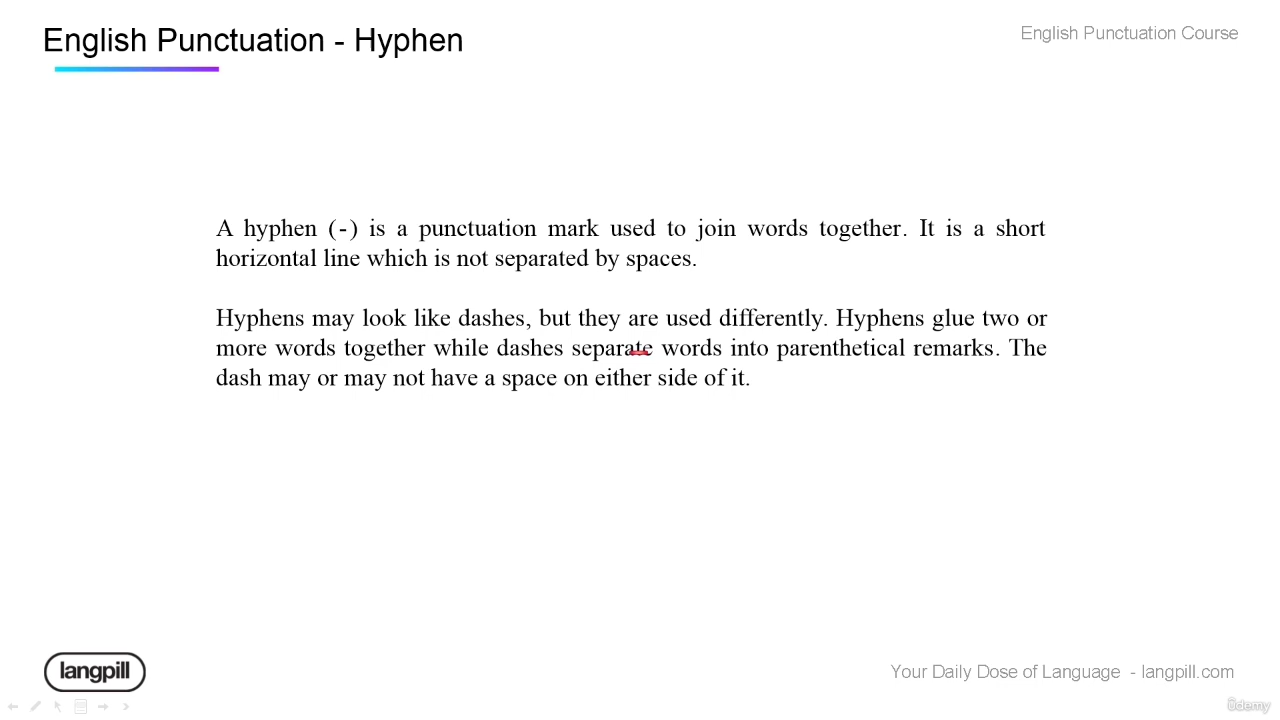 English Punctuation - Hyphen
English Punctuation Course
A hyphen (-) is a punctuation mark used to join words together. It is a short
horizontal line which is not separated by spaces.
Hyphens may look like dashes, but they are used differently. Hyphens glue two or
more words together while dashes separate words into parenthetical remarks. The
dash may or may not have a space on either side of it.
langpill
Your Daily Dose of Language - langpill.com
ûdemy